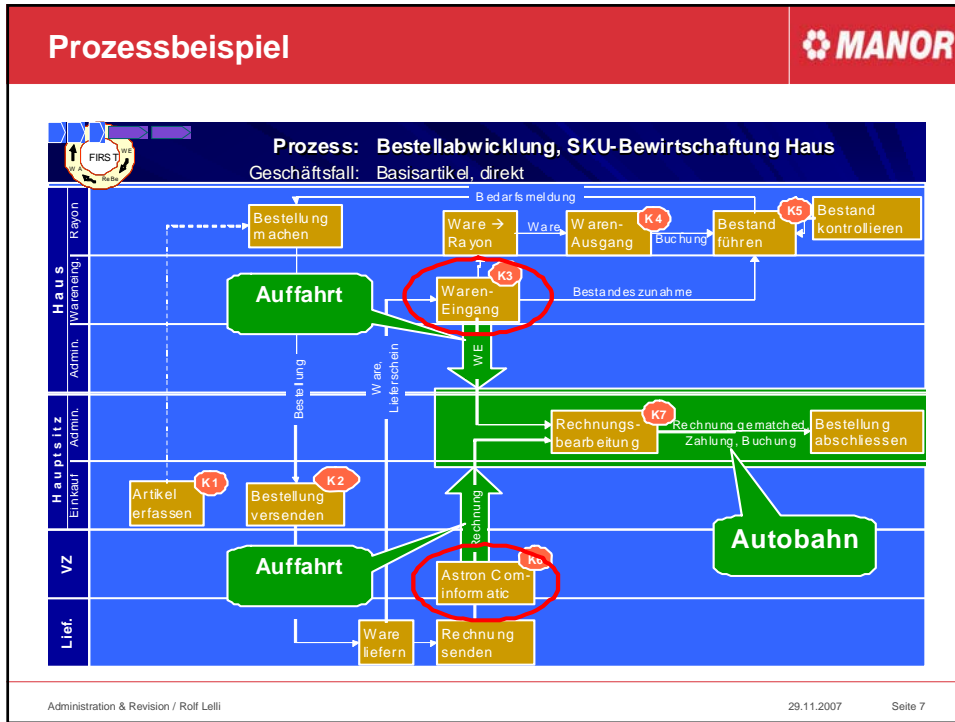 Prozessbeispiel
MANOR
FIRST
WE
ReBe
WA
Prozess: Bestellabwicklung, SKU-Bewirtschaftung Haus
Geschäftsfall: Basisartikel, direkt
Haus
Rayon
Wareneing.
Admin.
Hauptsitz
Admin.
Einkauf
VZ
Lief.
Bedarfsmeldung
Bestellung
machen
Ware →
Rayon
Ware
Waren-
Ausgang
K4
Buchung
Bestand
führen
K5
Bestand
kontrollieren
Auffahrt
K3
Waren-
Eingang
Bestandeszunahme
WE
Bestellung
Ware,
Lieferschein
Rechnungs-
bearbeitung
K7
Rechnung gematched
Zahlung, Buchung
Bestellung
abschliessen
K1
Artikel
erfassen
K2
Bestellung
versenden
Rechnung
Auffahrt
Autobahn
K6
Astron Com-
informatic
Ware
liefern
Rechnung
senden
Administration & Revision / Rolf Lelli
29.11.2007
Seite 7